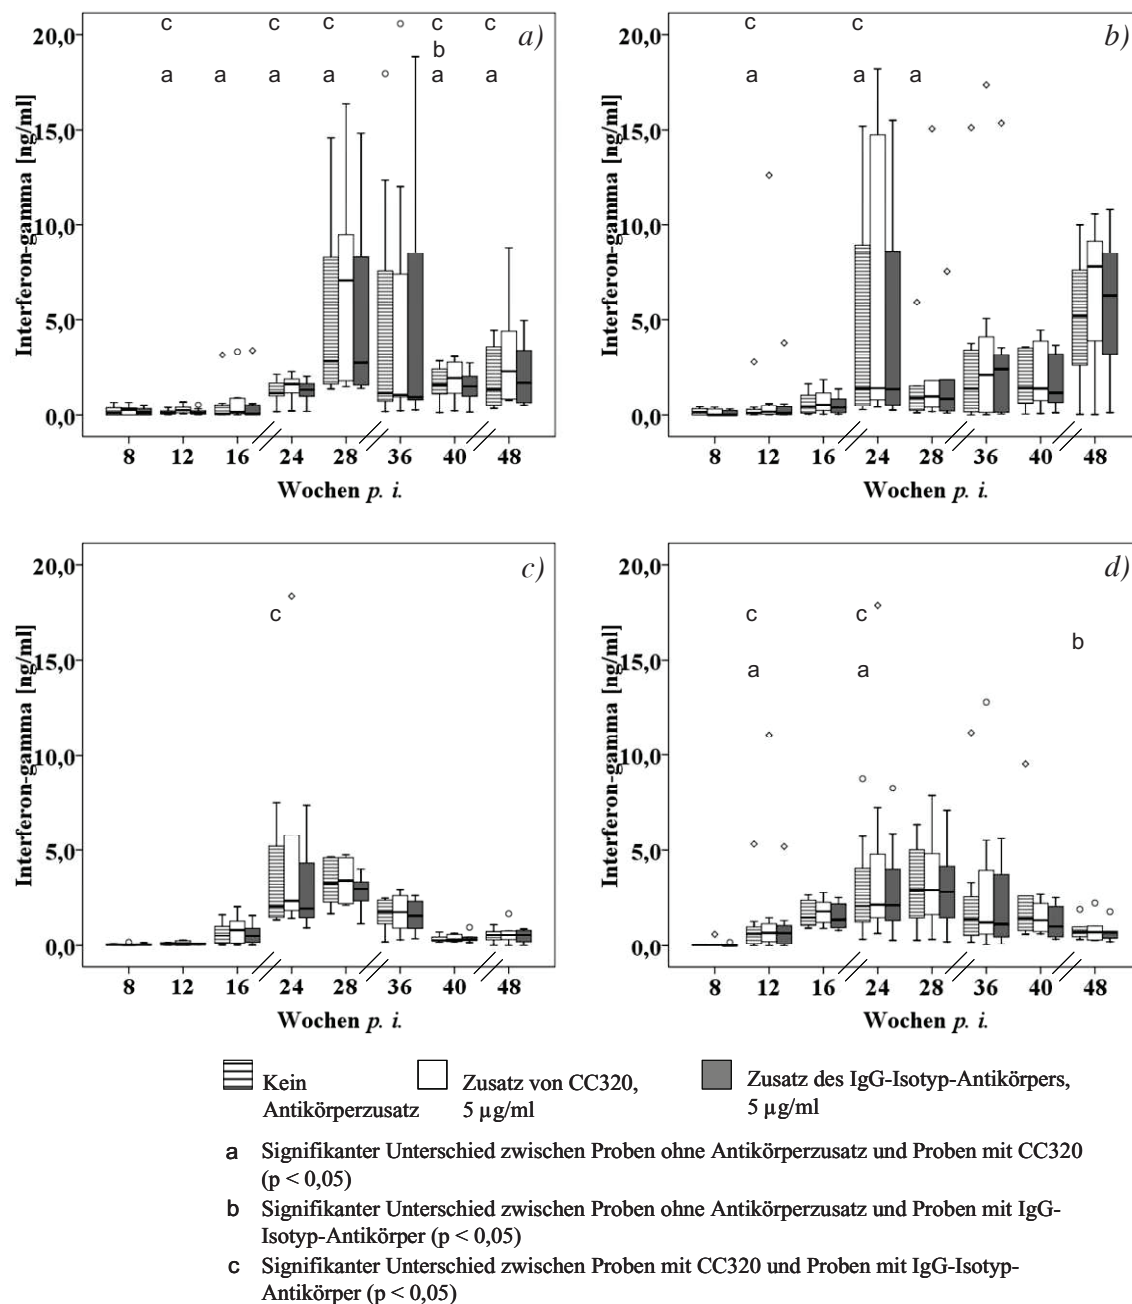 c c c c c
a)
b
a a a a a a
20,0
15,0
10,0
5,0
0,0
Interferon-gamma [ng/ml]
8 12 16 24 28 36 40 48
Wochen p. i.
c c
b)
a a a
20,0
15,0
10,0
5,0
0,0
Interferon-gamma [ng/ml]
8 12 16 24 28 36 40 48
Wochen p. i.
c)
c
20,0
15,0
10,0
5,0
0,0
Interferon-gamma [ng/ml]
8 12 16 24 28 36 40 48
Wochen p. i.
d)
c c
b
a a
20,0
15,0
10,0
5,0
0,0
Interferon-gamma [ng/ml]
8 12 16 24 28 36 40 48
Wochen p. i.
Kein
Antikörperzusatz
Zusatz von CC320,
5 µg/ml
Zusatz des IgG-Isotyp-Antikörpers,
5 µg/ml
a Signifikanter Unterschied zwischen Proben ohne Antikörperzusatz und Proben mit CC320
(p < 0,05)
b Signifikanter Unterschied zwischen Proben ohne Antikörperzusatz und Proben mit IgG-
Isotyp-Antikörper (p < 0,05)
c Signifikanter Unterschied zwischen Proben mit CC320 und Proben mit IgG-Isotyp-
Antikörper (p < 0,05)